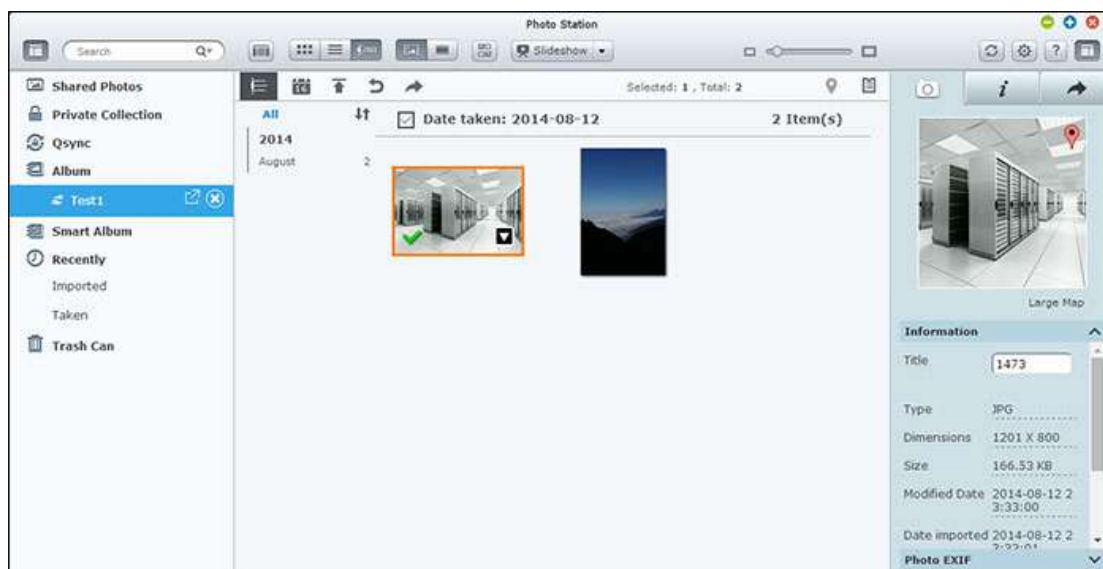 Photo Station
Search
Slideshow
Shared Photos
Private Collection
Qsync
Album
Test1
Smart Album
Recently
Imported
Taken
Trash Can
Selected: 1 , Total: 2
All
2014
August 2
Date taken: 2014-08-12 2 Item(s)
Large Map
Information
Title 1473
Type JPG
Dimensions 1201 X 800
Size 166.53 KB
Modified Date 2014-08-12 2
3:33:00
Date imported 2014-08-12 2
Photo EXIF